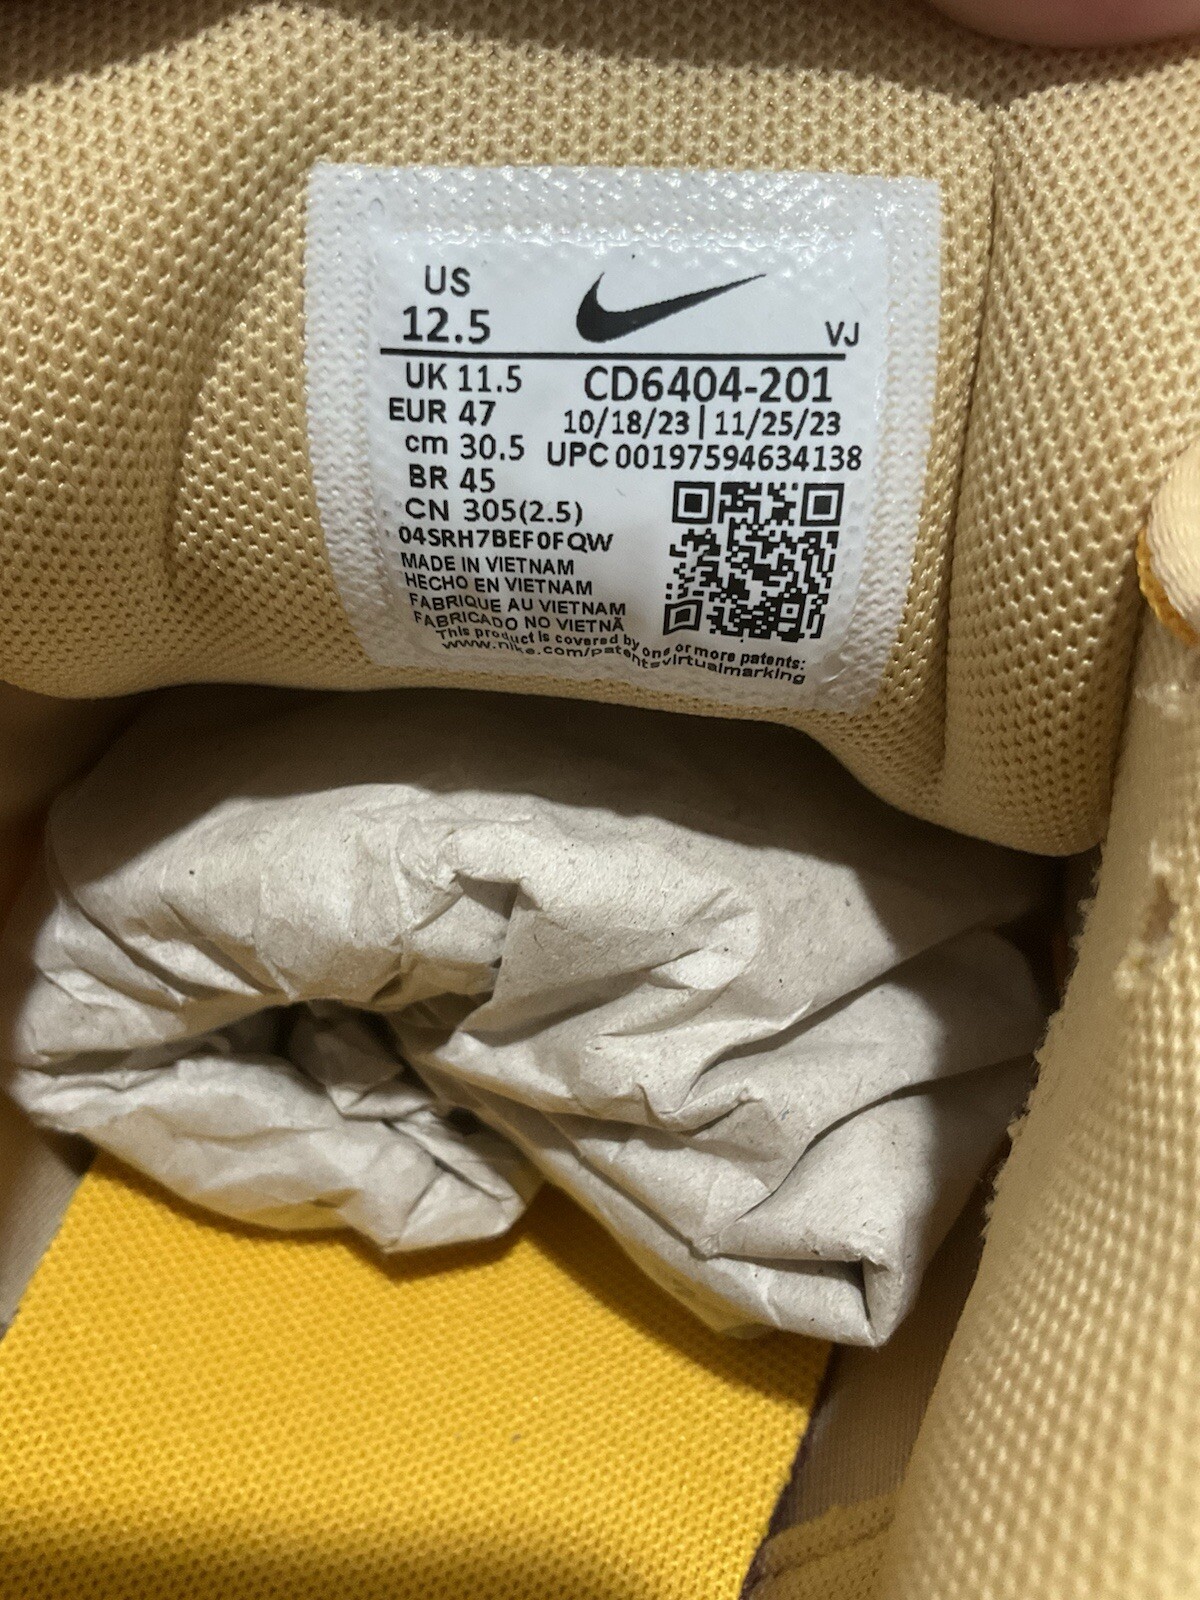 US
12.5
VJ
UK 11.5
CD6404-201
EUR 47
10/18/23 | 11/25/23
cm 30.5
UPC 00197594634138
BR 45
CN 305(2.5)
04SRH7BEF0FQW
MADE IN VIETNAM
HECHO EN VIETNAM
FABRIQUE AU VIETNAM
FABRICADO NO VIETNÃ
This product is covered by one or more patents:
www.nike.com/patentsvirtualmarking